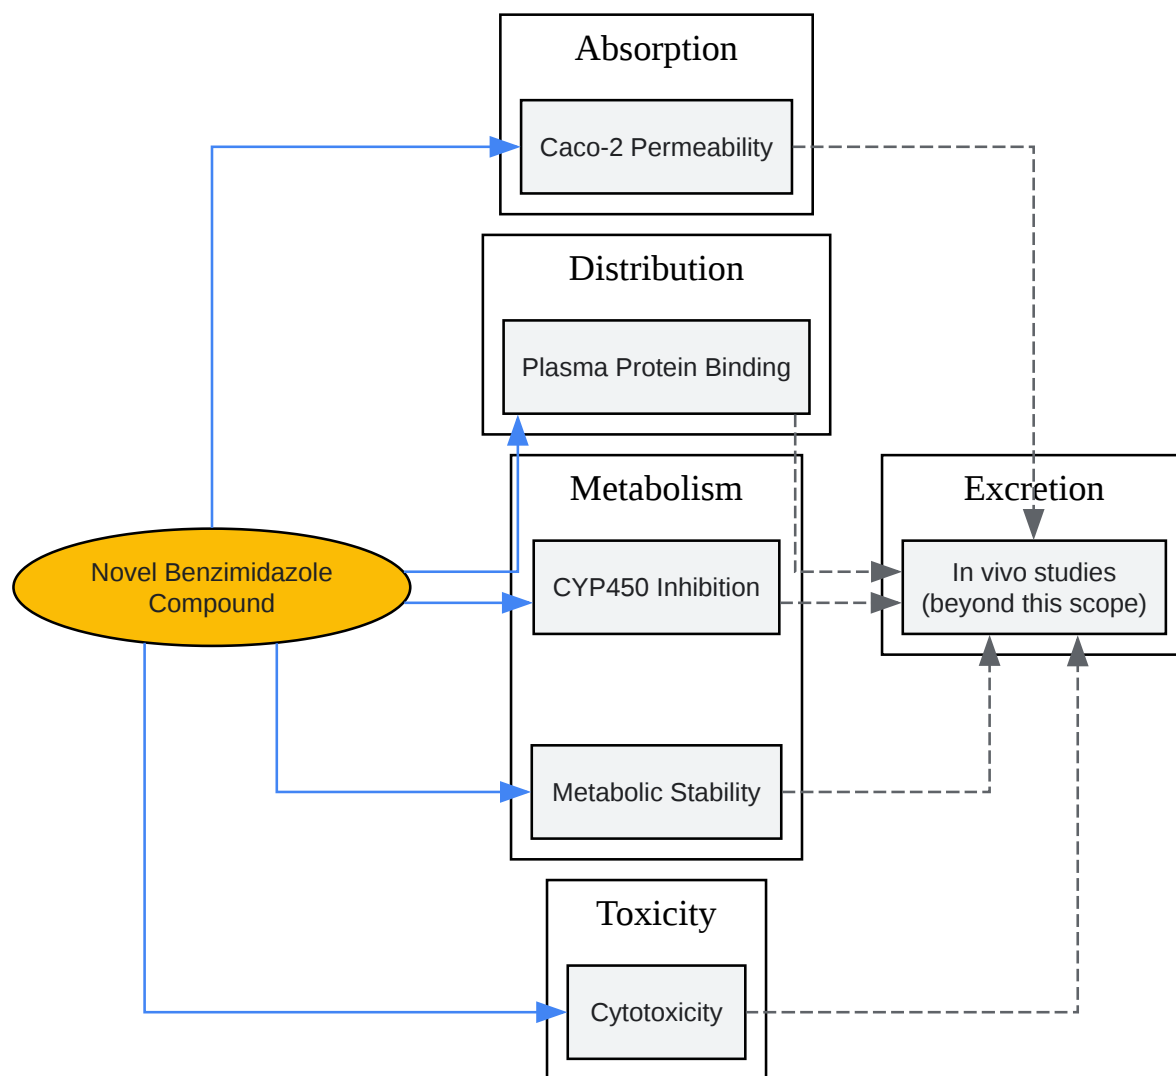 Absorption
Caco-2 Permeability
Distribution
Plasma Protein Binding
Metabolism
Excretion
Novel Benzimidazole
Compound
CYP450 Inhibition
In vivo studies
(beyond this scope)
Metabolic Stability
Toxicity
Cytotoxicity